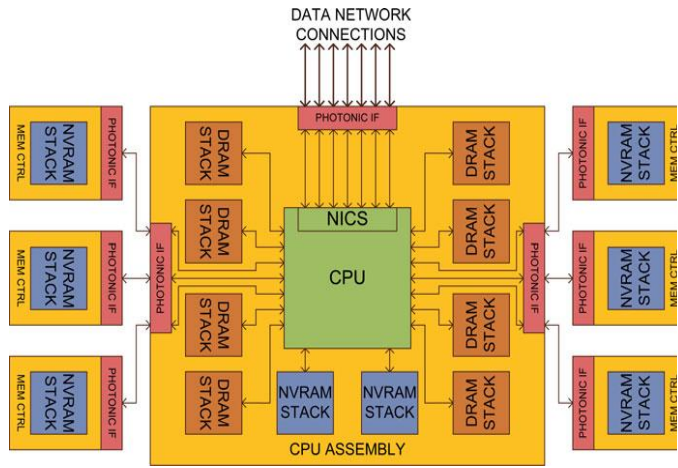 DATA NETWORK
CONNECTIONS
PHOTONIC IF
MEM CTRL
NVRAM
STACK
PHOTONIC IF
MEM CTRL
NVRAM
STACK
PHOTONIC IF
MEM CTRL
NVRAM
STACK
PHOTONIC IF
PHOTONIC IF
DRAM
STACK
DRAM
STACK
DRAM
STACK
DRAM
STACK
NICS
CPU
NVRAM
STACK
NVRAM
STACK
CPU ASSEMBLY
DRAM
STACK
DRAM
STACK
DRAM
STACK
DRAM
STACK
PHOTONIC IF
PHOTONIC IF
NVRAM
STACK
MEM CTRL
PHOTONIC IF
NVRAM
STACK
MEM CTRL
PHOTONIC IF
NVRAM
STACK
MEM CTRL